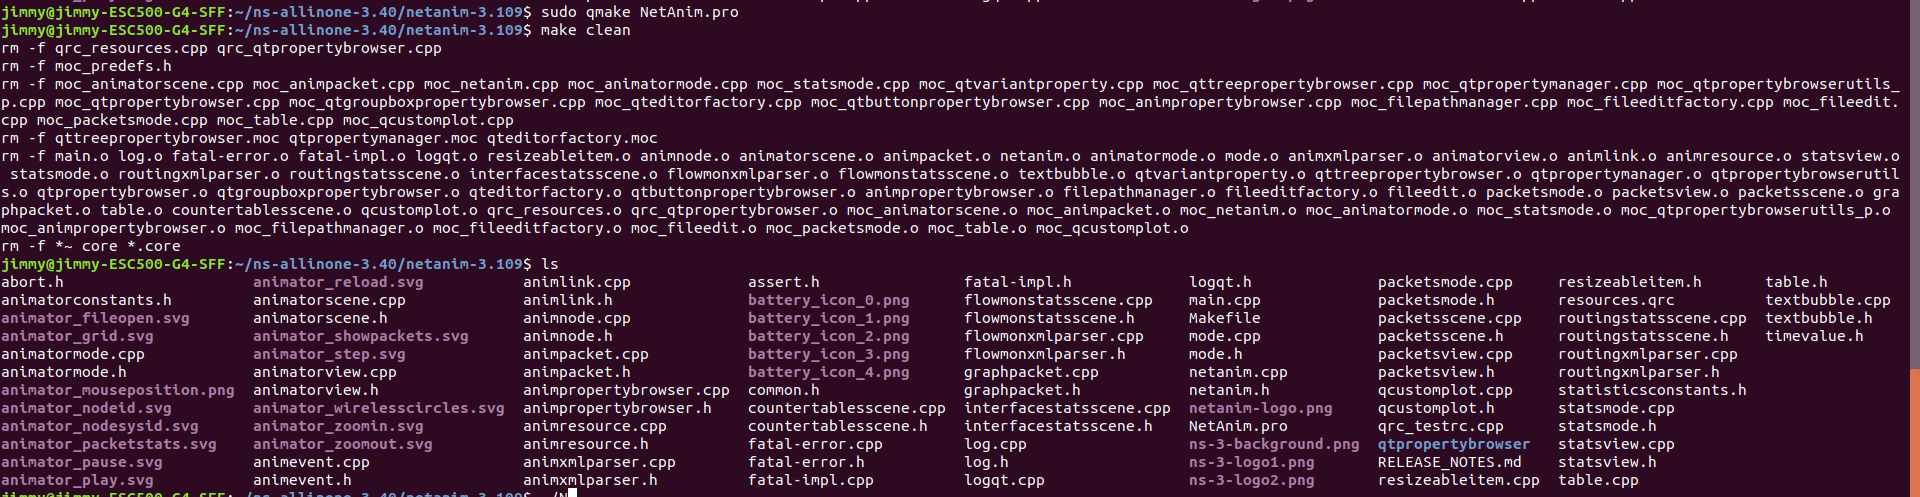 jimmy@jimmy-ESC500-G4-SFF:~/ns-allinone-3.40/netanim-3.109$ sudo qmake NetAnim.pro
jimmy@jimmy-ESC500-G4-SFF:~/ns-allinone-3.40/netanim-3.109$ make clean
rm -f qrc_resources.cpp qrc_qtpropertybrowser.cpp
rm -f moc_predefs.h
rm -f moc_animatorscene.cpp moc_animpacket.cpp moc_netanim.cpp moc_animatormode.cpp moc_statsmode.cpp moc_qtvariantproperty.cpp moc_qttreepropertybrowser.cpp moc_qtpropertymanager.cpp moc_qtpropertybrowserutils_
p.cpp moc_qtpropertybrowser.cpp moc_qtgroupboxpropertybrowser.cpp moc_qteditorfactory.cpp moc_qtbuttonpropertybrowser.cpp moc_animpropertybrowser.cpp moc_filepathmanager.cpp moc_fileeditfactory.cpp moc_fileedit.
cpp moc_packetsmode.cpp moc_table.cpp moc_qcustomplot.cpp
rm -f qttreepropertybrowser.moc qtpropertymanager.moc qteditorfactory.moc
rm -f main.o log.o fatal-error.o fatal-impl.o logqt.o resizeableitem.o animnode.o animatorscene.o animpacket.o netanim.o animatormode.o mode.o animxmlparser.o animatorview.o animlink.o animresource.o statsview.o
statsmode.o routingxmlparser.o routingstatsscene.o interfacestatsscene.o flowmonxmlparser.o flowmonstatsscene.o textbubble.o qtvariantproperty.o qttreepropertybrowser.o qtpropertymanager.o qtpropertybrowserutil
s.o qtpropertybrowser.o qtgroupboxpropertybrowser.o qteditorfactory.o qtbuttonpropertybrowser.o animpropertybrowser.o filepathmanager.o fileeditfactory.o fileedit.o packetsmode.o packetsview.o packetsscene.o gra
phpacket.o table.o countertablesscene.o qcustomplot.o qrc_resources.o qrc_qtpropertybrowser.o moc_animatorscene.o moc_animpacket.o moc_netanim.o moc_animatormode.o moc_statsmode.o moc_qtpropertybrowserutils_p.o
moc_animpropertybrowser.o moc_filepathmanager.o moc_fileeditfactory.o moc_fileedit.o moc_packetsmode.o moc_table.o moc_qcustomplot.o
rm -f *~ core *.core
jimmy@jimmy-ESC500-G4-SFF:~/ns-allinone-3.40/netanim-3.109$ ls
abort.h animator_reload.svg animlink.cpp assert.h fatal-impl.h logqt.h packetsmode.cpp resizeableitem.h table.h
animatorconstants.h animatorscene.cpp animlink.h battery_icon_0.png flowmonstatsscene.cpp main.cpp packetsmode.h resources.qrc textbubble.cpp
animator_fileopen.svg animatorscene.h animnode.cpp battery_icon_1.png flowmonstatsscene.h Makefile packetsscene.cpp routingstatsscene.cpp textbubble.h
animator_grid.svg animator_showpackets.svg animnode.h battery_icon_2.png flowmonxmlparser.cpp mode.cpp packetsscene.h routingstatsscene.h timevalue.h
animatormode.cpp animator_step.svg animpacket.cpp battery_icon_3.png flowmonxmlparser.h mode.h packetsview.cpp routingxmlparser.cpp
animatormode.h animatorview.cpp animpacket.h battery_icon_4.png graphpacket.cpp netanim.cpp packetsview.h routingxmlparser.h
animator_mouseposition.png animatorview.h animpropertybrowser.cpp common.h graphpacket.h netanim.h qcustomplot.cpp statisticsconstants.h
animator_nodeid.svg animator_wirelesscircles.svg animpropertybrowser.h countertablesscene.cpp interfacestatsscene.cpp netanim-logo.png qcustomplot.h statsmode.cpp
animator_nodesysid.svg animator_zoomin.svg animresource.cpp countertablesscene.h interfacestatsscene.h NetAnim.pro qrc_testrc.cpp statsmode.h
animator_packetstats.svg animator_zoomout.svg animresource.h fatal-error.cpp log.cpp ns-3-background.png qtpropertybrowser statsview.cpp
animator_pause.svg animevent.cpp animxmlparser.cpp fatal-error.h log.h ns-3-logo1.png RELEASE_NOTES.md statsview.h
animator_play.svg animevent.h animxmlparser.h fatal-impl.cpp logqt.cpp ns-3-logo2.png resizeableitem.cpp table.cpp
jimmy@jimmy-ESC500-G4-SFF:~/ns-allinone-3.40/netanim-3.109$ ./N